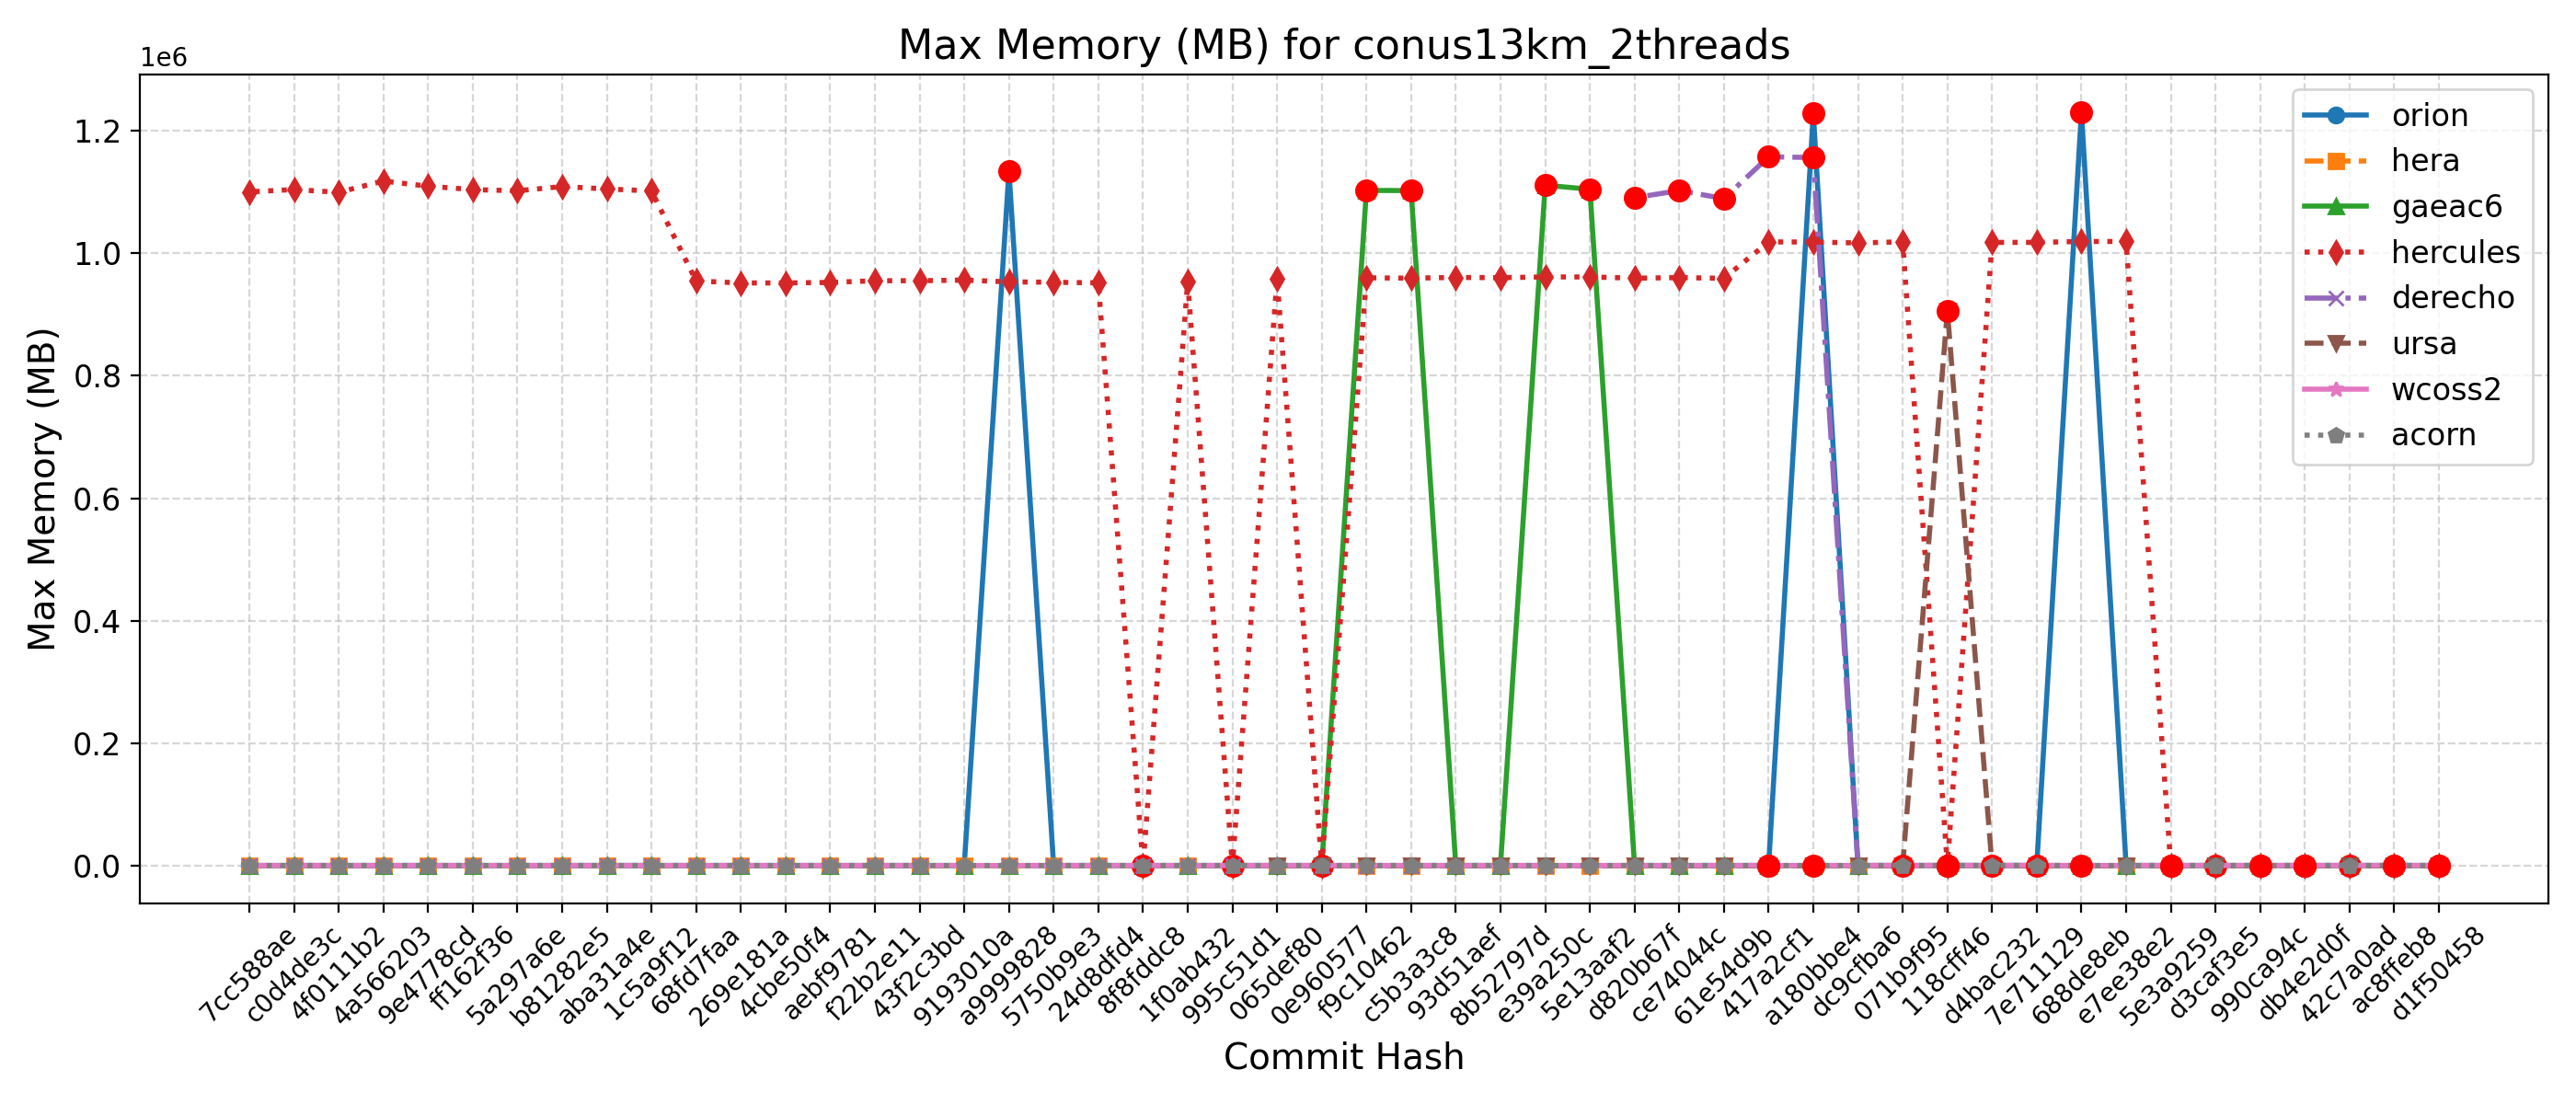 Max Memory (MB) for conus13km_2threads
1e6
1.2
1.0
0.8
0.6
0.4
0.2
0.0
Max Memory (MB)
orion
hera
gaeac6
hercules
derecho
ursa
wcoss2
acorn
7cc588ae
c0d4de3c
4f0111b2
4a566203
9e4778cd
ff162f36
5a297a6e
b81282e5
aba31a4e
1c5a9f12
68fd7faa
269e181a
4cbe50f4
aebf9781
f22b2e11
43f2c3bd
9193010a
a9999828
5750b9e3
24d8dfd4
8f8fddc8
1f0ab432
995c51d1
065def80
0e960577
f9c10462
c5b3a3c8
93d51aef
8b52797d
e39a250c
5e13aaf2
d820b67f
ce74044c
61e54d9b
417a2cf1
a180bbe4
dc9cfba6
071b9f95
118cff46
d4bac232
7e711129
688de8eb
e7ee38e2
5e3a9259
d3caf3e5
990ca94c
db4e2d0f
42c7a0ad
ac8ffeb8
d1f50458
Commit Hash